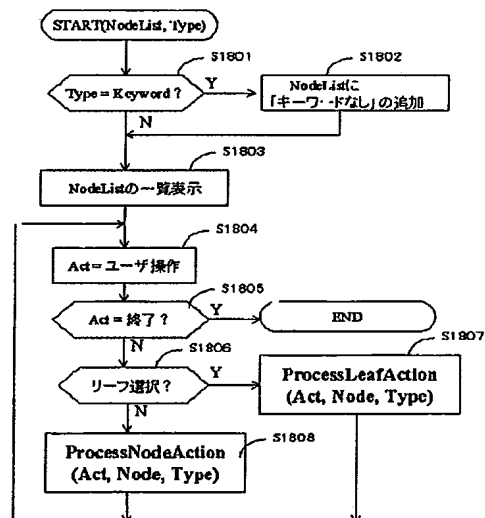 START(NodeList, Type)
S1801
Type = Keyword ?
Y
N
S1802
NodeListに
「キーワードなし」の追加
S1803
NodeListの一覧表示
S1804
Act = ユーザ操作
S1805
Act = 終了 ?
Y
N
END
S1806
リーフ選択 ?
Y
N
S1807
ProcessLeafAction
(Act, Node, Type)
S1808
ProcessNodeAction
(Act, Node, Type)